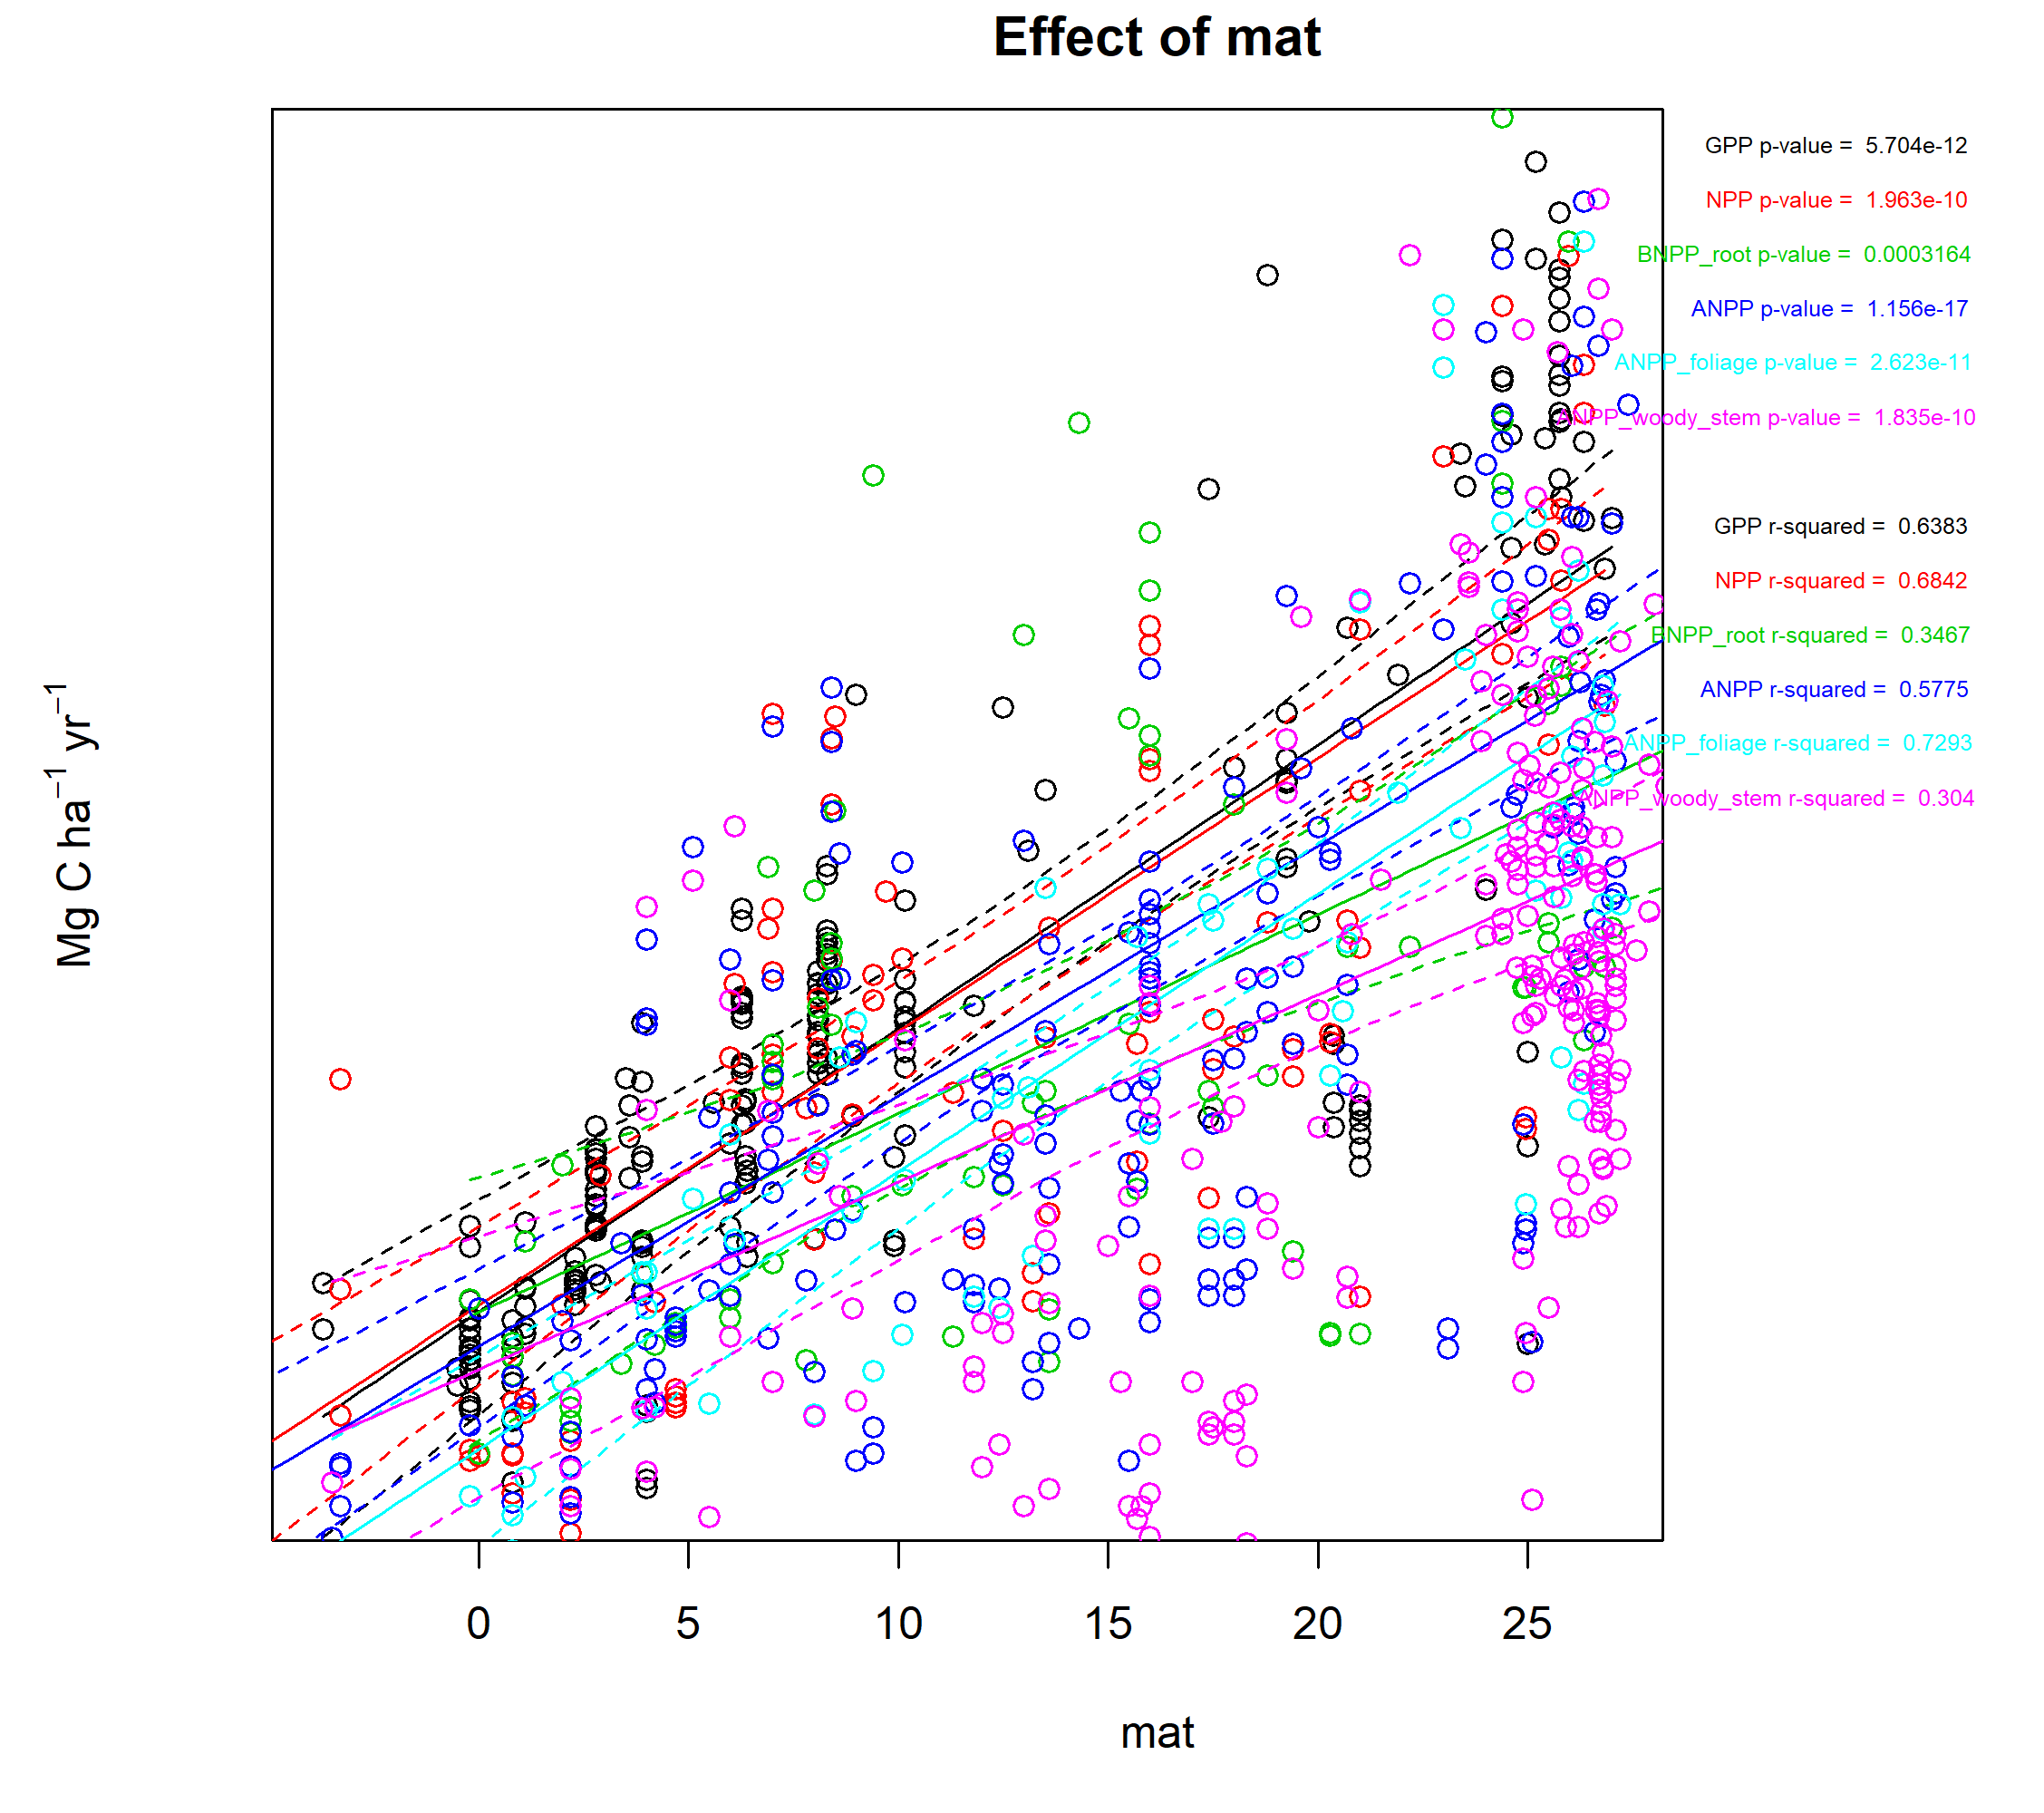 Effect of mat
GPP p-value = 5.704e-12
NPP p-value = 1.963e-10
BNPP_root p-value = 0.0003164
ANPP p-value = 1.156e-17
ANPP_foliage p-value = 2.623e-11
ANPP_woody_stem p-value = 1.835e-10
GPP r-squared = 0.6383
NPP r-squared = 0.6842
BNPP_root r-squared = 0.3467
ANPP r-squared = 0.5775
ANPP_foliage r-squared = 0.7293
ANPP_woody_stem r-squared = 0.304
Mg C ha⁻¹ yr⁻¹
0 5 10 15 20 25
mat